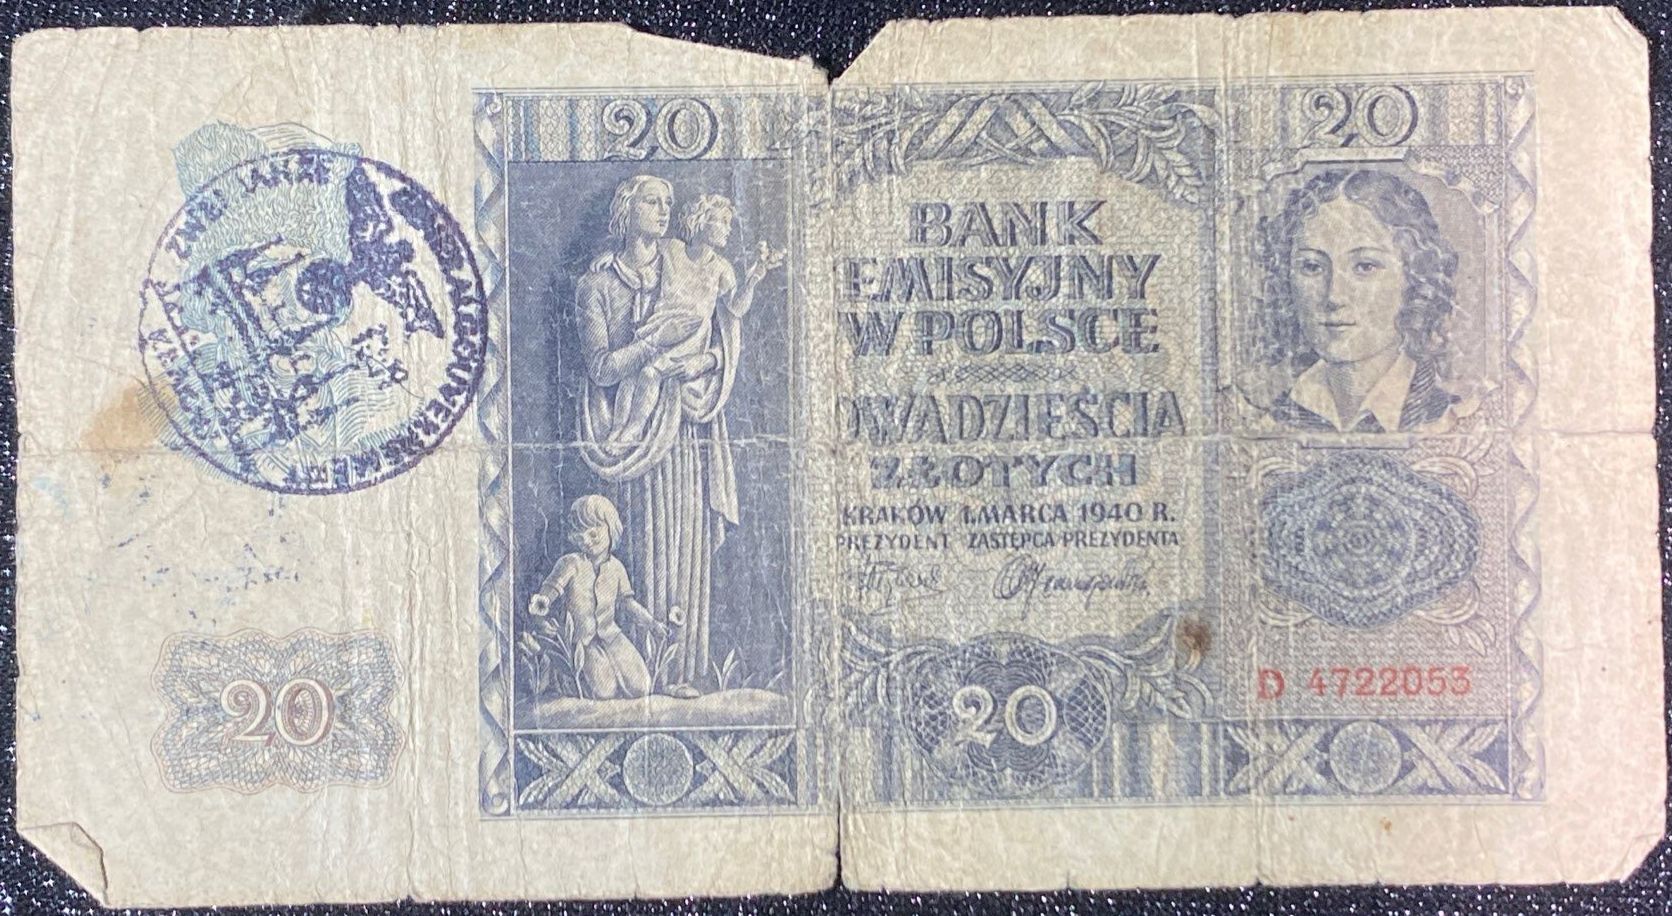 20
20
BANK
EMISYJNY
W POLSCE
DWADZIEŚCIA
ZŁOTYCH
KRAKÓW 1. MARCA 1940 R.
PREZYDENT ZASTĘPCA PREZYDENTA
20
20
D 4722053